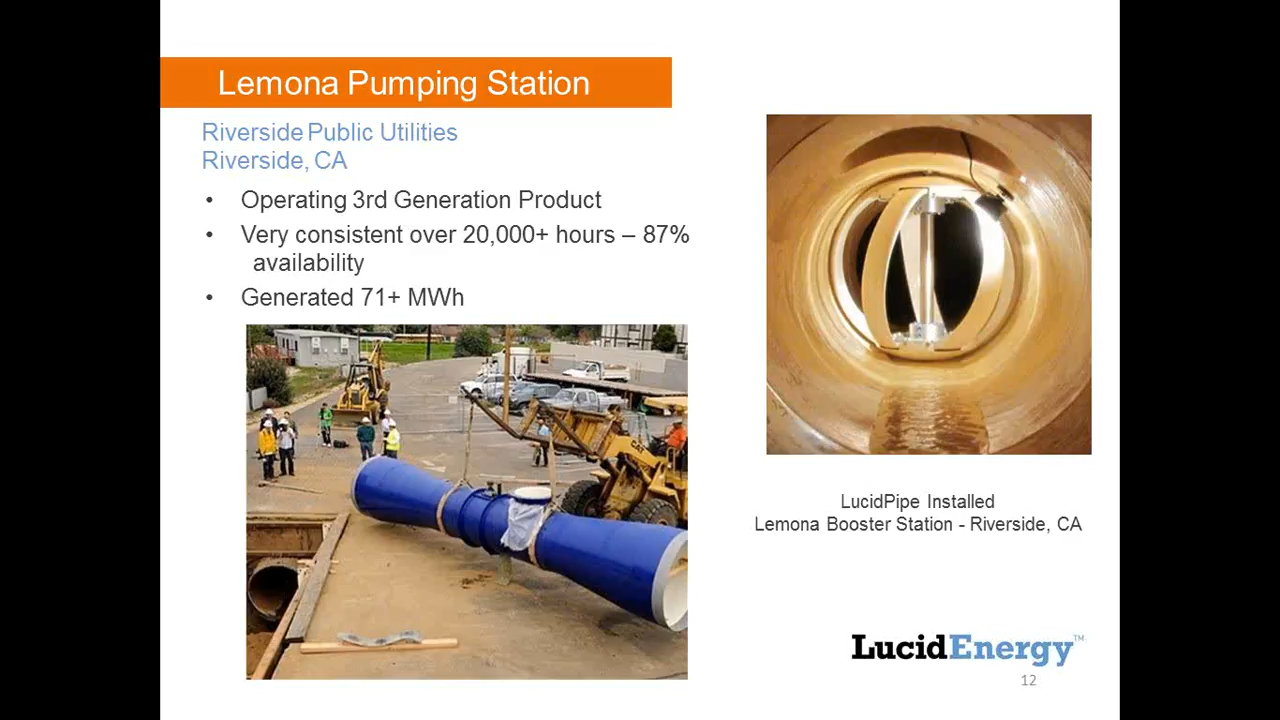 Lemona Pumping Station
Riverside Public Utilities
Riverside, CA
• Operating 3rd Generation Product
• Very consistent over 20,000+ hours – 87%
availability
• Generated 71+ MWh
CAT
LucidPipe Installed
Lemona Booster Station - Riverside, CA
LucidEnergy™
12